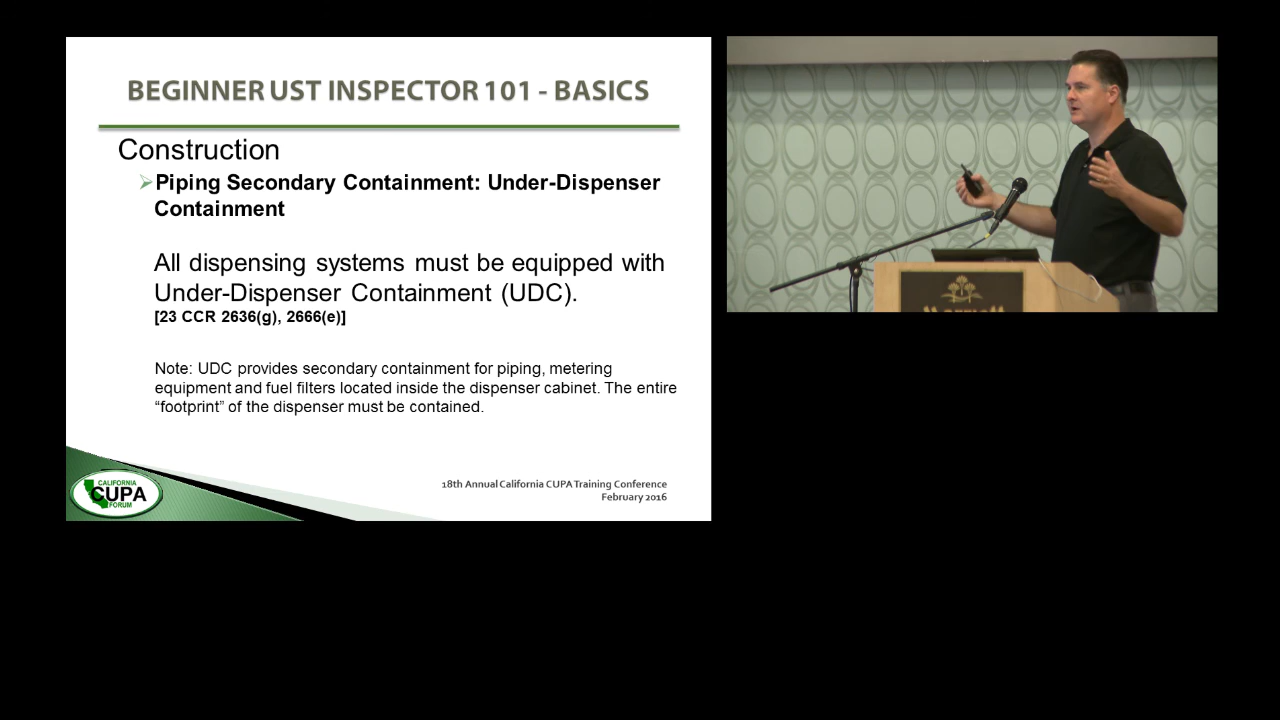 BEGINNER UST INSPECTOR 101 - BASICS
Construction
Piping Secondary Containment: Under-Dispenser
Containment
All dispensing systems must be equipped with
Under-Dispenser Containment (UDC).
[23 CCR 2636(g), 2666(e)]
Note: UDC provides secondary containment for piping, metering
equipment and fuel filters located inside the dispenser cabinet. The entire
“footprint” of the dispenser must be contained.
18th Annual California CUPA Training Conference
February 2016
CALIFORNIA
CUPA
FORUM